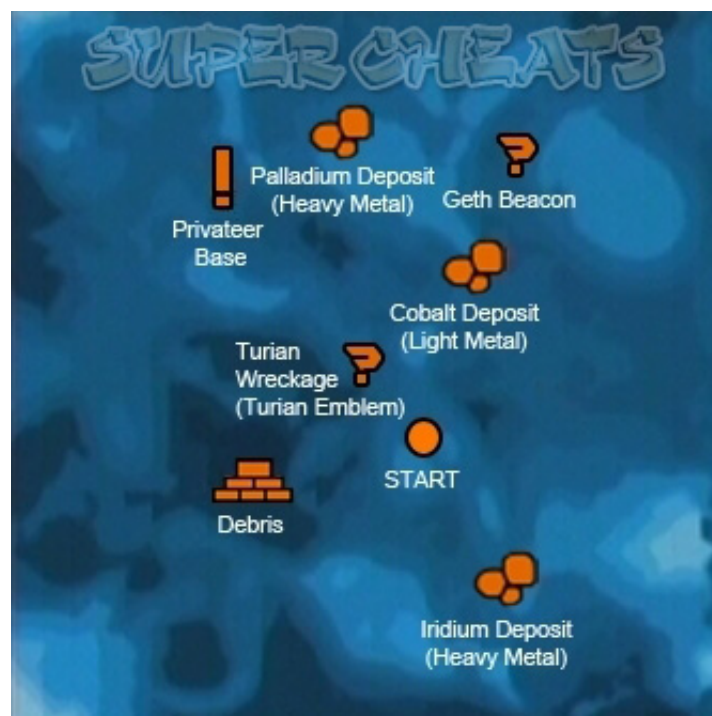 SUPER CHEATS
Palladium Deposit
(Heavy Metal)
Geth Beacon
Privateer
Base
Cobalt Deposit
(Light Metal)
Turian
Wreckage
(Turian Emblem)
START
Debris
Iridium Deposit
(Heavy Metal)